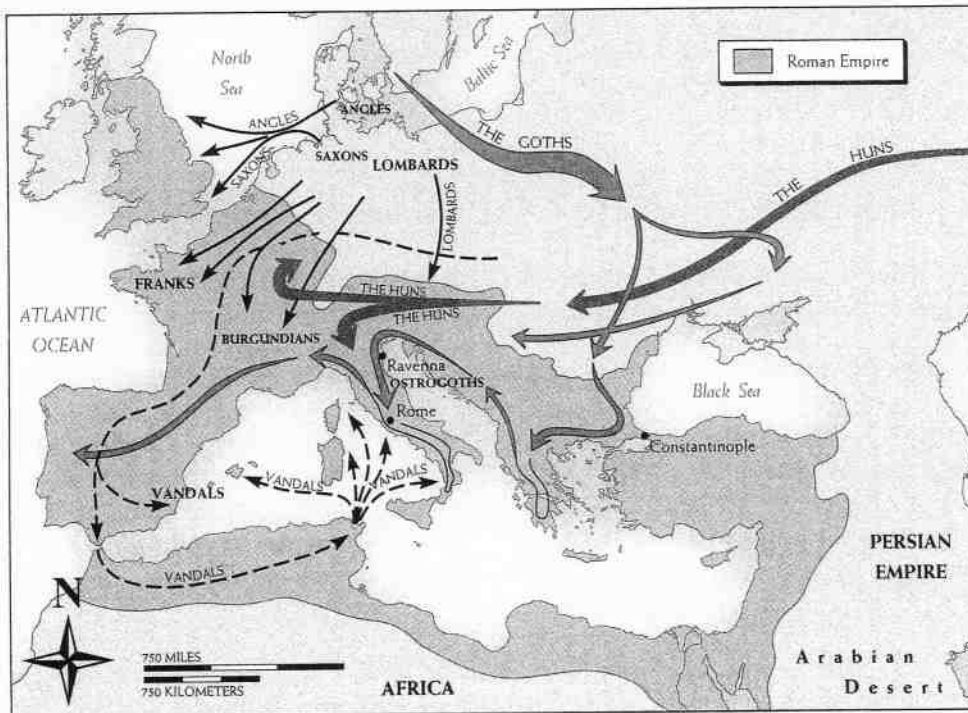 North
Sea
Baltic Sea
Roman Empire
ANGLES
ANGLES
SAXONS
SAXONS
LOMBARDS
LOMBARDS
THE GOTHS
THE HUNS
FRANKS
THE HUNS
THE HUNS
ATLANTIC
OCEAN
BURGUNDIANS
Ravenna
OSTROGOTHS
Rome
Black Sea
Constantinople
VANDALS
VANDALS
VANDALS
VANDALS
PERSIAN
EMPIRE
N
750 MILES
750 KILOMETERS
AFRICA
Arabian
Desert